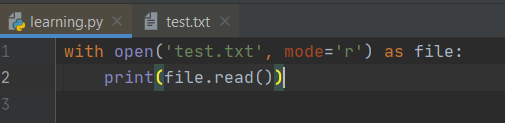 learning.py × test.txt ×
1 with open('test.txt', mode='r') as file:
2     print(file.read())
3